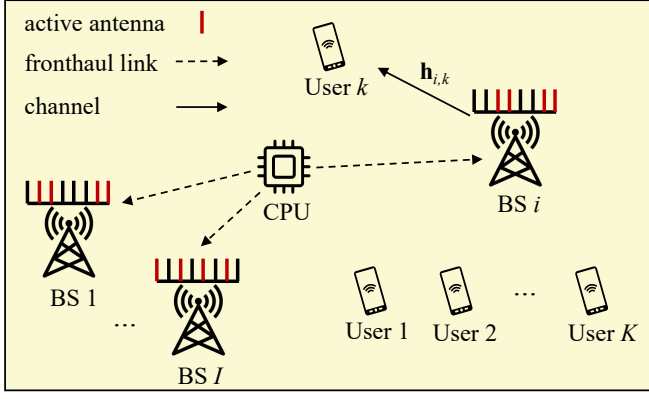 active antenna
fronthaul link
channel
User k
h_{i,k}
BS i
CPU
BS 1
...
BS I
User 1
User 2
...
User K